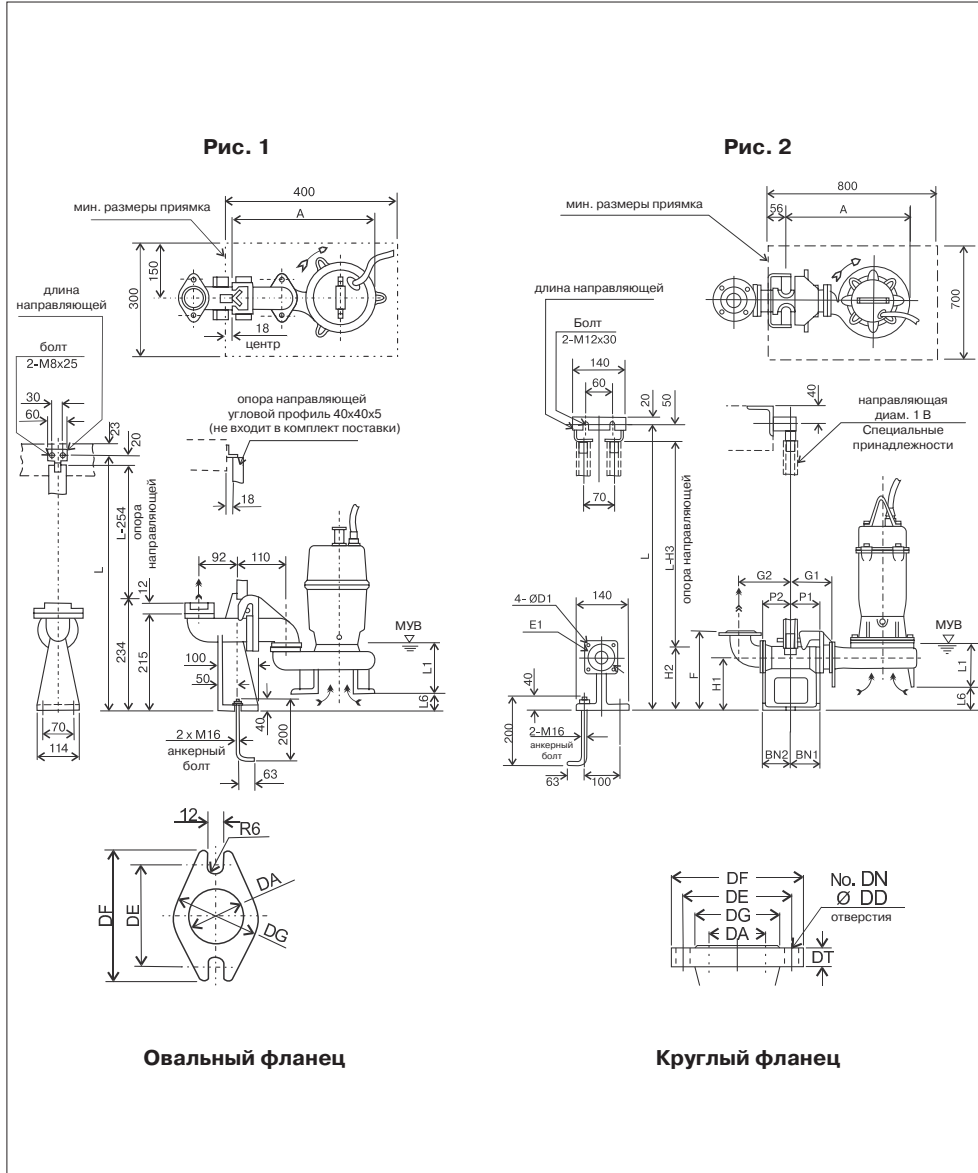 Рис. 1
400
мин. размеры приямка
A
300
150
18
центр
длина
направляющей
болт
2-M8x25
30
60
23
20
опора направляющей
угловой профиль 40x40x5
(не входит в комплект поставки)
18
L
L-254
опора
направляющей
12
92
110
МУВ
234
215
100
50
L1
L6
40
200
70
114
2 x M16
анкерный
болт
63
12
R6
DF
DE
DA
DG
Овальный фланец
Рис. 2
800
56
A
мин. размеры приямка
700
длина направляющей
Болт
2-M12x30
140
60
20
50
40
направляющая
диам. 1 В
Специальные
принадлежности
70
L
L-H3
опора направляющей
G2
G1
P2
P1
4- ØD1
140
E1
МУВ
H2
F
H1
L1
L6
40
200
2-M16
анкерный
болт
63
100
BN2
BN1
DF
DE
DG
DA
No. DN
Ø DD
отверстия
DT
Круглый фланец